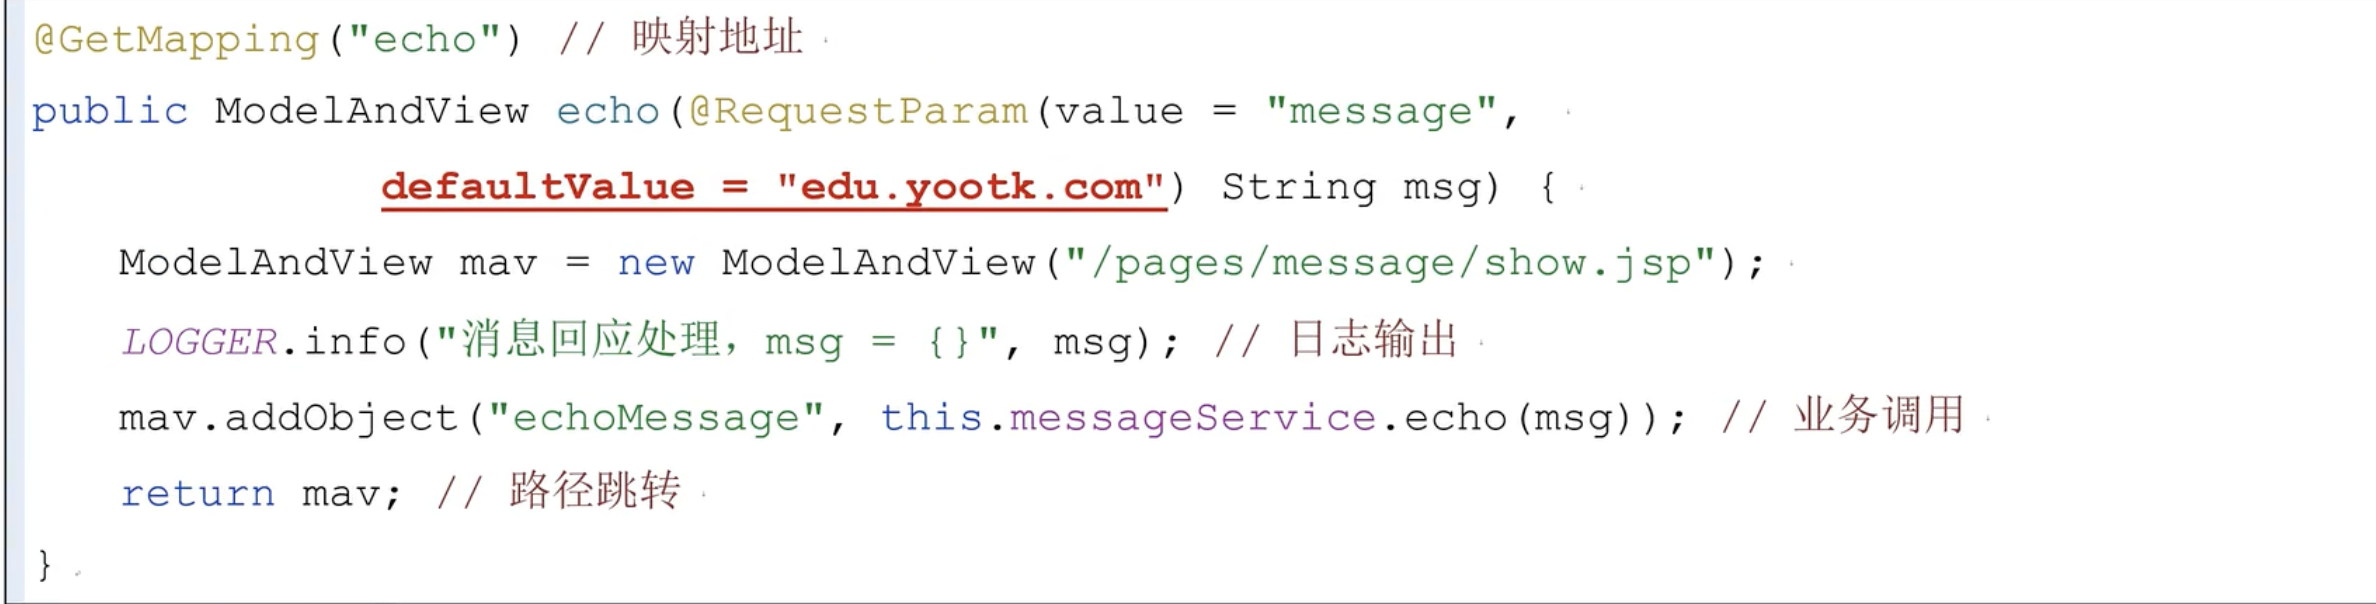 @GetMapping("echo") // 映射地址
public ModelAndView echo(@RequestParam(value = "message",
defaultValue = "edu.yootk.com") String msg) {
ModelAndView mav = new ModelAndView("/pages/message/show.jsp");
LOGGER.info("消息回应处理，msg = {}", msg); // 日志输出
mav.addObject("echoMessage", this.messageService.echo(msg)); // 业务调用
return mav; // 路径跳转
}